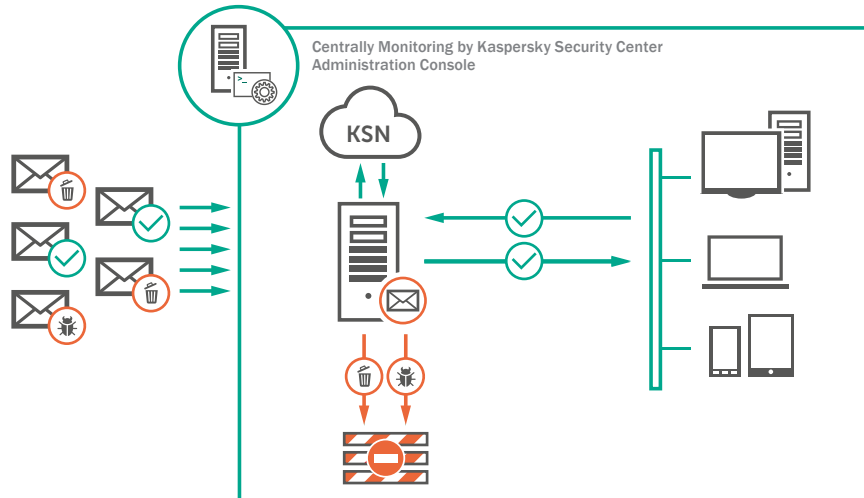 Centrally Monitoring by Kaspersky Security Center
Administration Console
>_
KSN